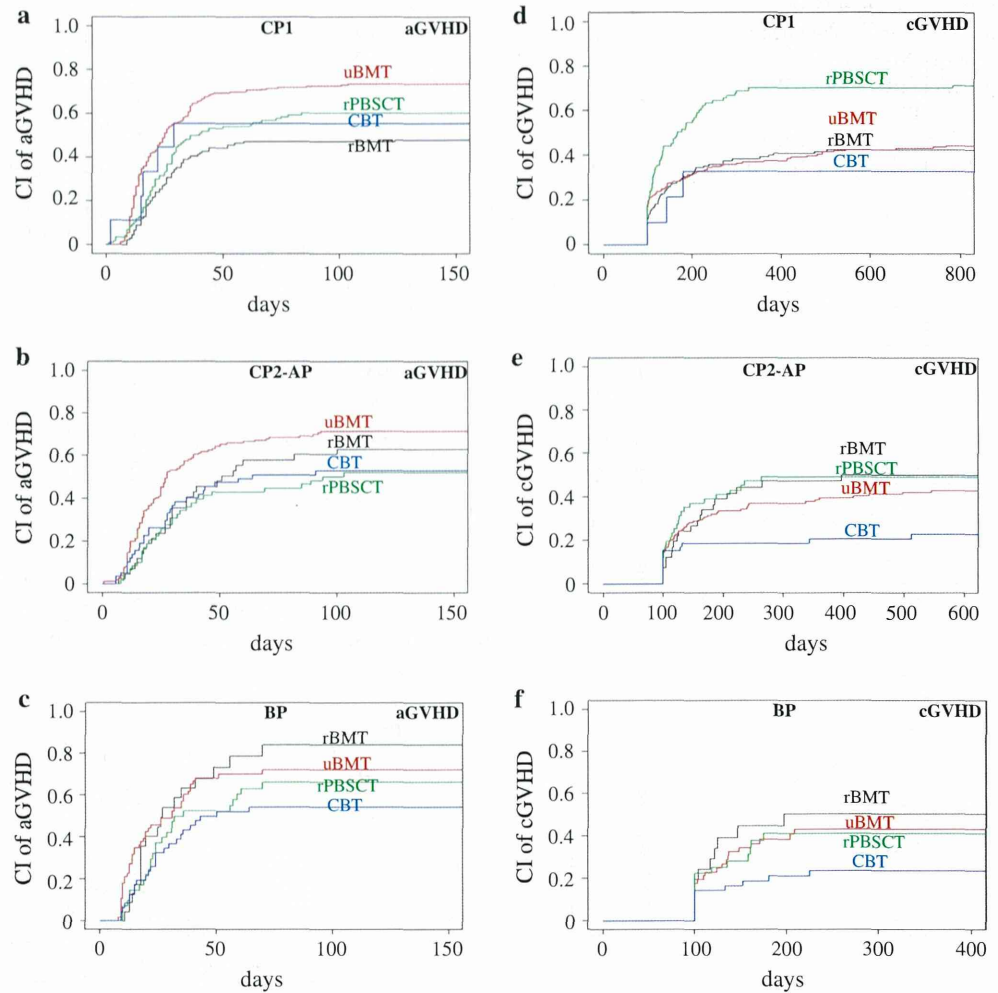 a
CP1 aGVHD
CI of aGVHD
1.0
0.8
0.6
0.4
0.2
0
uBMT
rPBSCT
CBT
rBMT
0 50 100 150
days
d
CP1 cGVHD
CI of cGVHD
1.0
0.8
0.6
0.4
0.2
0
rPBSCT
uBMT
rBMT
CBT
0 200 400 600 800
days
b
CP2-AP aGVHD
CI of aGVHD
1.0
0.8
0.6
0.4
0.2
0
uBMT
rBMT
CBT
rPBSCT
0 50 100 150
days
e
CP2-AP cGVHD
CI of cGVHD
1.0
0.8
0.6
0.4
0.2
0
rBMT
rPBSCT
uBMT
CBT
0 100 200 300 400 500 600
days
c
BP aGVHD
CI of aGVHD
1.0
0.8
0.6
0.4
0.2
0
rBMT
uBMT
rPBSCT
CBT
0 50 100 150
days
f
BP cGVHD
CI of cGVHD
1.0
0.8
0.6
0.4
0.2
0
rBMT
uBMT
rPBSCT
CBT
0 100 200 300 400
days